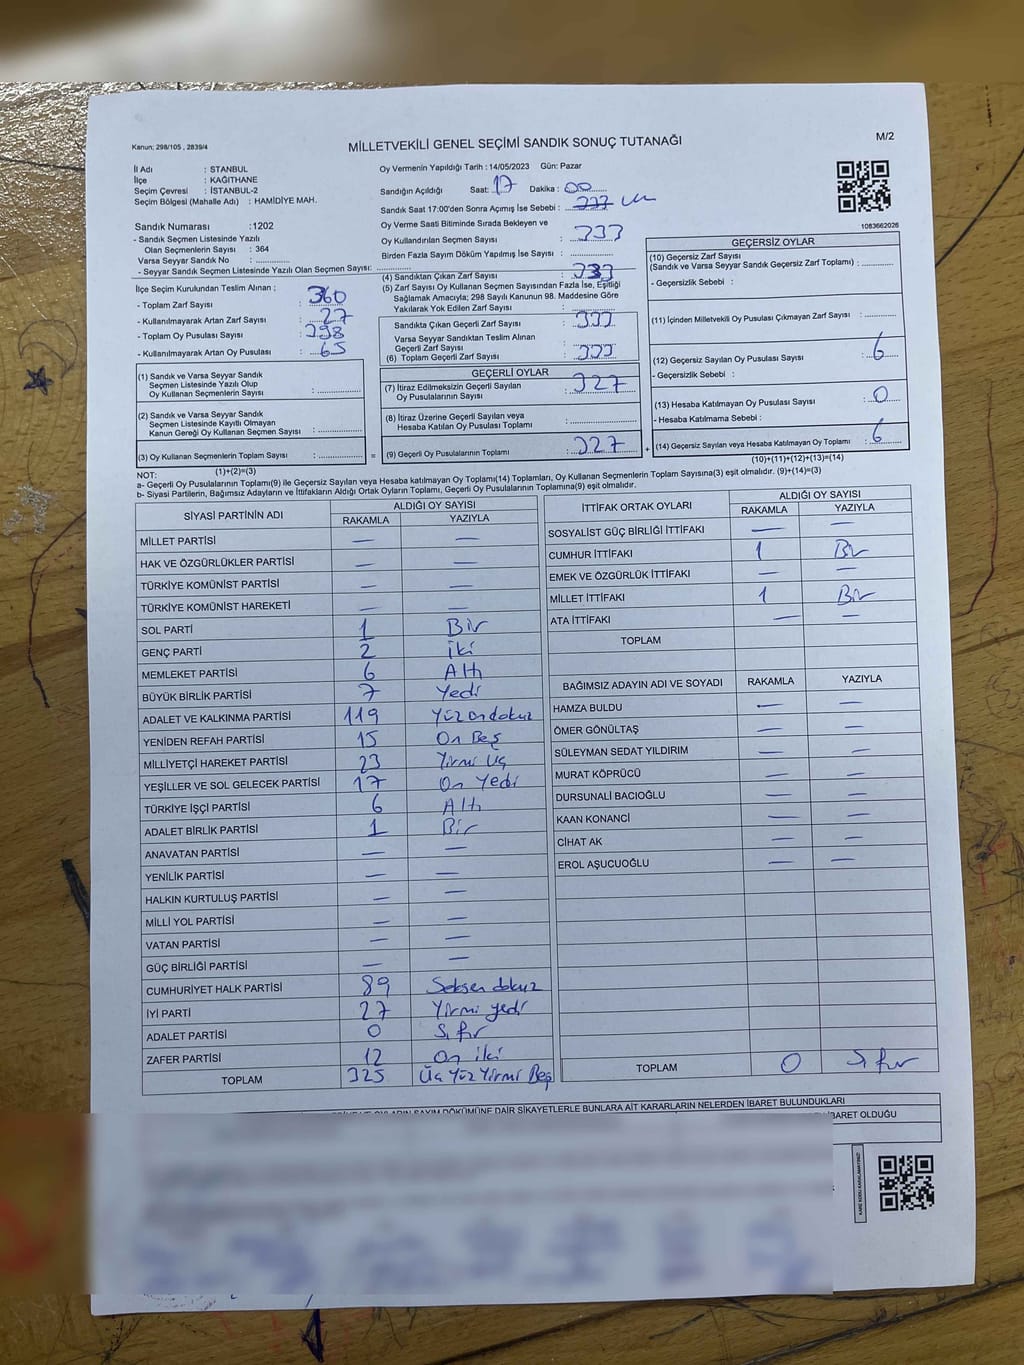 Kanun; 298/105 , 2839/4
MİLLETVEKİLİ GENEL SEÇİMİ SANDIK SONUÇ TUTANAĞI
M/2
İl Adı : İSTANBUL
İlçe : KAĞITHANE
Seçim Çevresi : İSTANBUL-2
Seçim Bölgesi (Mahalle Adı) : HAMİDİYE MAH.
Oy Vermenin Yapıldığı Tarih : 14/05/2023 Gün: Pazar
Sandığın Açıldığı Saat: 17 Dakika : 00
Sandık Saat 17:00'den Sonra Açımış İse Sebebi :
Oy Verme Saati Bitiminde Sırada Bekleyen ve
Oy Kullandırılan Seçmen Sayısı : 333
Birden Fazla Sayım Döküm Yapılmış İse Sayısı :
1083662026
Sandık Numarası :1202
- Sandık Seçmen Listesinde Yazılı
Olan Seçmenlerin Sayısı : 364
Varsa Seyyar Sandık No :
- Seyyar Sandık Seçmen Listesinde Yazılı Olan Seçmen Sayısı:
İlçe Seçim Kurulundan Teslim Alınan ;
- Toplam Zarf Sayısı : 360
- Kullanılmayarak Artan Zarf Sayısı : 27
- Toplam Oy Pusulası Sayısı : 398
- Kullanılmayarak Artan Oy Pusulası : 65
(1) Sandık ve Varsa Seyyar Sandık
Seçmen Listesinde Yazılı Olup
Oy Kullanan Seçmenlerin Sayısı :
(2) Sandık ve Varsa Seyyar Sandık
Seçmen Listesinde Kayıtlı Olmayan
Kanun Gereği Oy Kullanan Seçmen Sayısı :
(3) Oy Kullanan Seçmenlerin Toplam Sayısı : =
(1)+(2)=(3)
(4) Sandıktan Çıkan Zarf Sayısı : 333
(5) Zarf Sayısı Oy Kullanan Seçmen Sayısından Fazla İse, Eşitliği
Sağlamak Amacıyla; 298 Sayılı Kanunun 98. Maddesine Göre
Yakılarak Yok Edilen Zarf Sayısı :
Sandıkta Çıkan Geçerli Zarf Sayısı : 333
Varsa Seyyar Sandıktan Teslim Alınan
Geçerli Zarf Sayısı :
(6) Toplam Geçerli Zarf Sayısı : 333
GEÇERLİ OYLAR
(7) İtiraz Edilmeksizin Geçerli Sayılan
Oy Pusulalarının Sayısı : 327
(8) İtiraz Üzerine Geçerli Sayılan veya
Hesaba Katılan Oy Pusulası Toplamı :
(9) Geçerli Oy Pusulalarının Toplamı : 327 +
GEÇERSİZ OYLAR
(10) Geçersiz Zarf Sayısı
(Sandık ve Varsa Seyyar Sandık Geçersiz Zarf Toplamı) :
- Geçersizlik Sebebi :
(11) İçinden Milletvekili Oy Pusulası Çıkmayan Zarf Sayısı :
(12) Geçersiz Sayılan Oy Pusulası Sayısı : 6
- Geçersizlik Sebebi :
(13) Hesaba Katılmayan Oy Pusulası Sayısı : 0
- Hesaba Katılmama Sebebi :
(14) Geçersiz Sayılan veya Hesaba Katılmayan Oy Toplamı : 6
(10)+(11)+(12)+(13)=(14)
NOT:
a- Geçerli Oy Pusulalarının Toplamı(9) ile Geçersiz Sayılan veya Hesaba katılmayan Oy Toplamı(14) Toplamları, Oy Kullanan Seçmenlerin Toplam Sayısına(3) eşit olmalıdır. (9)+(14)=(3)
b- Siyasi Partilerin, Bağımsız Adayların ve İttifakların Aldığı Ortak Oyların Toplamı, Geçerli Oy Pusulalarının Toplamına(9) eşit olmalıdır.
SİYASİ PARTİNİN ADI
ALDIĞI OY SAYISI
RAKAMLA YAZIYLA
MİLLET PARTİSİ — —
HAK VE ÖZGÜRLÜKLER PARTİSİ — —
TÜRKİYE KOMÜNİST PARTİSİ — —
TÜRKİYE KOMÜNİST HAREKETİ — —
SOL PARTİ 1 Bir
GENÇ PARTİ 2 İki
MEMLEKET PARTİSİ 6 Altı
BÜYÜK BİRLİK PARTİSİ 7 Yedi
ADALET VE KALKINMA PARTİSİ 119 Yüz ondokuz
YENİDEN REFAH PARTİSİ 15 On Beş
MİLLİYETÇİ HAREKET PARTİSİ 23 Yirmi Üç
YEŞİLLER VE SOL GELECEK PARTİSİ 17 On Yedi
TÜRKİYE İŞÇİ PARTİSİ 6 Altı
ADALET BİRLİK PARTİSİ 1 Bir
ANAVATAN PARTİSİ — —
YENİLİK PARTİSİ — —
HALKIN KURTULUŞ PARTİSİ — —
MİLLİ YOL PARTİSİ — —
VATAN PARTİSİ — —
GÜÇ BİRLİĞİ PARTİSİ — —
CUMHURİYET HALK PARTİSİ 89 Seksen dokuz
İYİ PARTİ 27 Yirmi yedi
ADALET PARTİSİ 0 Sıfır
ZAFER PARTİSİ 12 On iki
TOPLAM 325 Üç Yüz Yirmi Beş
İTTİFAK ORTAK OYLARI
ALDIĞI OY SAYISI
RAKAMLA YAZIYLA
SOSYALİST GÜÇ BİRLİĞİ İTTİFAKI — —
CUMHUR İTTİFAKI 1 Bir
EMEK VE ÖZGÜRLÜK İTTİFAKI — —
MİLLET İTTİFAKI 1 Bir
ATA İTTİFAKI — —
TOPLAM
BAĞIMSIZ ADAYIN ADI VE SOYADI RAKAMLA YAZIYLA
HAMZA BULDU — —
ÖMER GÖNÜLTAŞ — —
SÜLEYMAN SEDAT YILDIRIM — —
MURAT KÖPRÜCÜ — —
DURSUNALİ BACIOĞLU — —
KAAN KONANCİ — —
CİHAT AK — —
EROL AŞUCUOĞLU — —
TOPLAM 0 Sıfır
OYLARIN SAYIM DÖKÜMÜNE DAİR ŞİKAYETLERLE BUNLARA AİT KARARLARIN NELERDEN İBARET BULUNDUKLARI
İBARET OLDUĞU